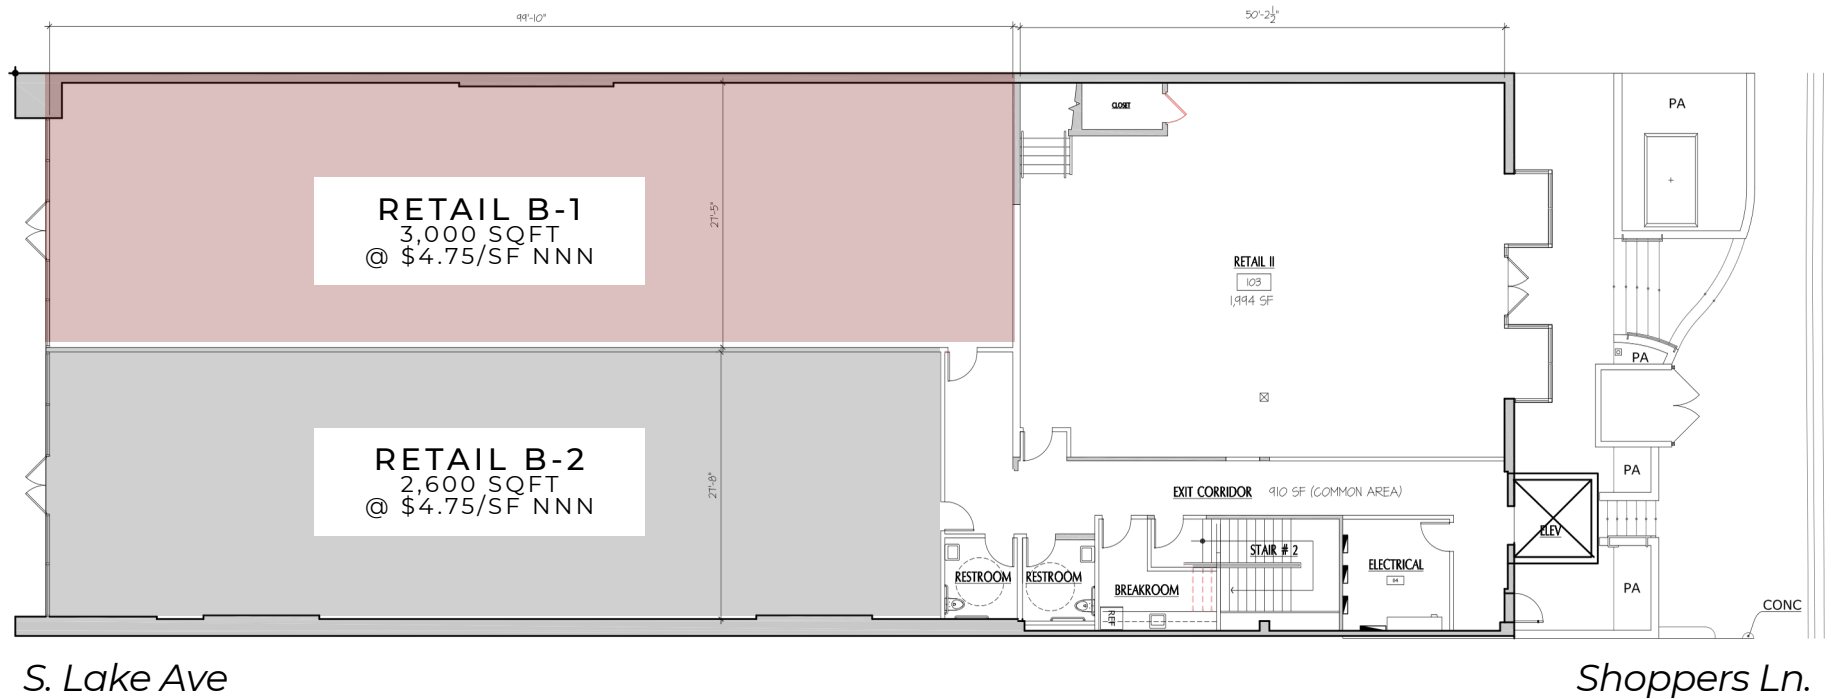 99'-10"
50'-2½"
CLOSET
PA
RETAIL B-1
3,000 SQFT
@ $4.75/SF NNN
27'-5"
RETAIL II
103
1,994 SF
PA
RETAIL B-2
2,600 SQFT
@ $4.75/SF NNN
27'-8"
EXIT CORRIDOR 910 SF (COMMON AREA)
PA
ELEV
STAIR # 2
ELECTRICAL
RESTROOM
RESTROOM
BREAKROOM
REF
PA
CONC
S. Lake Ave
Shoppers Ln.